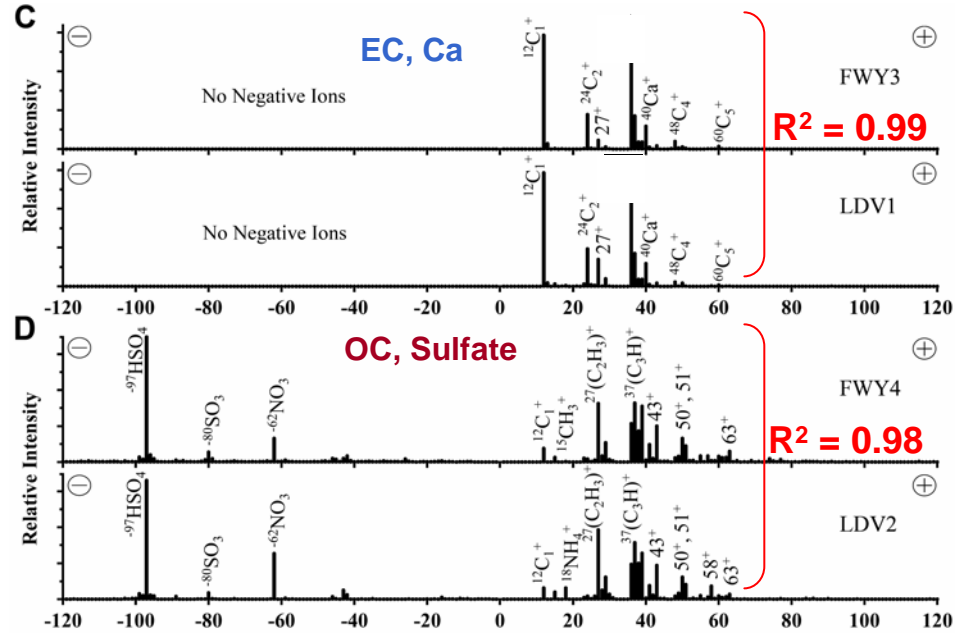 C
⊖
⊕
EC, Ca
¹²C₁⁺
²⁴C₂⁺
27⁺
⁴⁰Ca⁺
⁴⁸C₄⁺
⁶⁰C₅⁺
No Negative Ions
FWY3
Relative Intensity
R² = 0.99
⊖
⊕
¹²C₁⁺
²⁴C₂⁺
27⁺
⁴⁰Ca⁺
⁴⁸C₄⁺
⁶⁰C₅⁺
No Negative Ions
LDV1
-120 -100 -80 -60 -40 -20 0 20 40 60 80 100 120
D
⊖
⊕
OC, Sulfate
⁻⁹⁷HSO₄
⁻⁸⁰SO₃
⁻⁶²NO₃
¹²C₁⁺
¹⁵CH₃⁺
²⁷(C₂H₃)⁺
³⁷(C₃H)⁺
43⁺
50⁺, 51⁺
63⁺
FWY4
Relative Intensity
R² = 0.98
⊖
⊕
⁻⁹⁷HSO₄
⁻⁸⁰SO₃
⁻⁶²NO₃
¹²C₁⁺
¹⁸NH₄⁺
²⁷(C₂H₃)⁺
³⁷(C₃H)⁺
43⁺
50⁺, 51⁺
58⁺
63⁺
LDV2
-120 -100 -80 -60 -40 -20 0 20 40 60 80 100 120